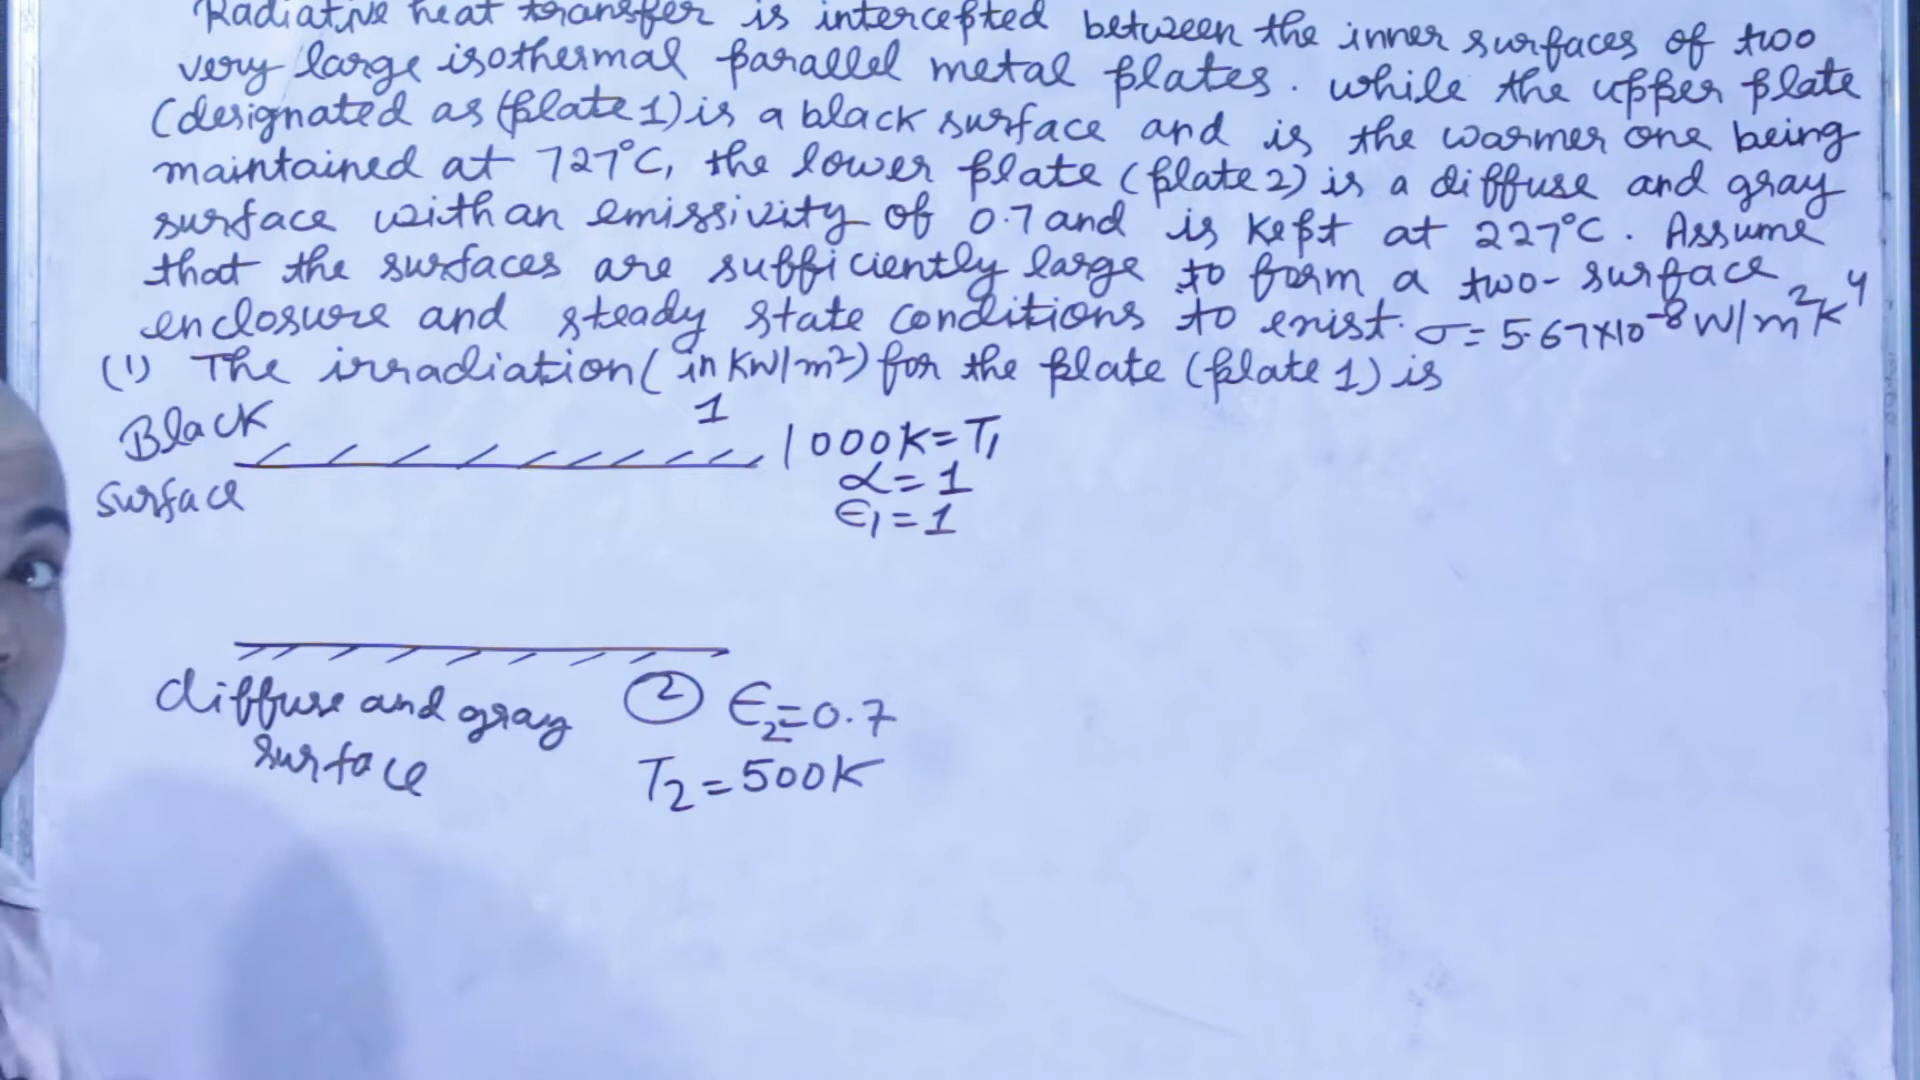 Radiative heat transfer is intercepted between the inner surfaces of two
very large isothermal parallel metal plates. while the upper plate
(designated as (plate 1) is a black surface and is the warmer one being
maintained at 727°C, the lower plate (plate 2) is a diffuse and gray
surface with an emissivity of 0.7 and is kept at 227°C. Assume
that the surfaces are sufficiently large to form a two-surface
enclosure and steady state conditions to exist. σ = 5.67×10⁻⁸ W/m²K⁴
(1) The irradiation (in KW/m²) for the plate (plate 1) is
Black
surface
1
1000K=T₁
α=1
ϵ₁=1
diffuse and gray
surface
2
ϵ₂=0.7
T₂=500K